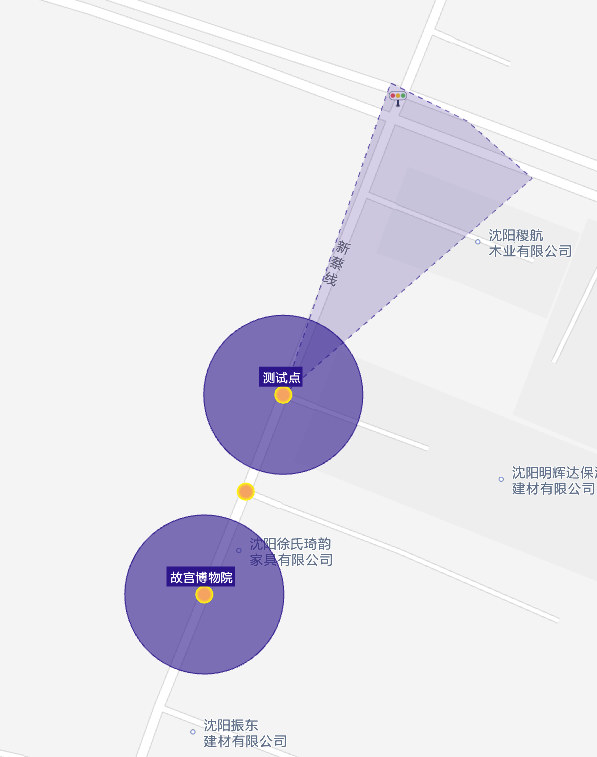 沈阳稷航
木业有限公司
新蔡线
测试点
沈阳明辉达保温
建材有限公司
沈阳徐氏琦韵
家具有限公司
故宫博物院
沈阳振东
建材有限公司